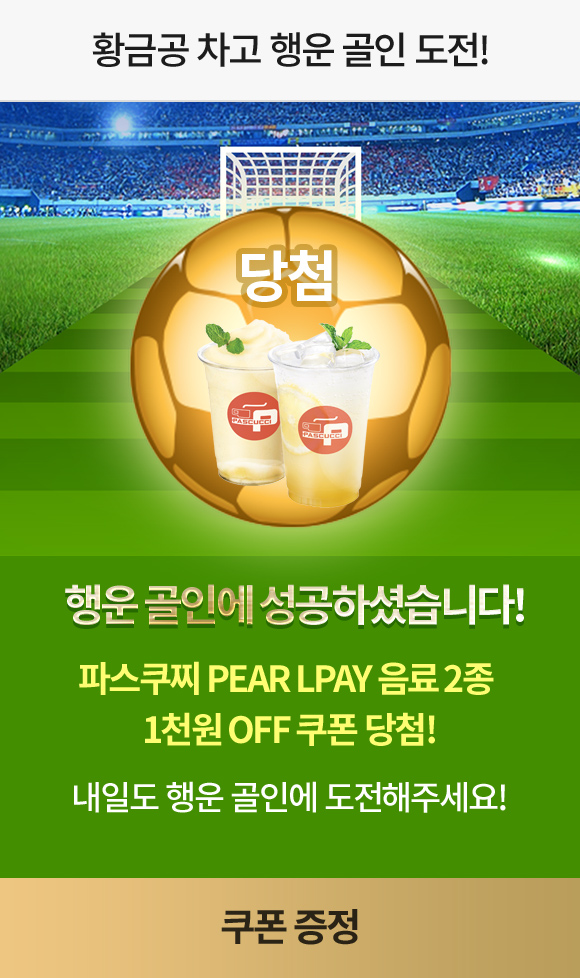 황금공 차고 행운 골인 도전!
당첨
PASCUCCI
PASCUCCI
행운 골인에 성공하셨습니다!
파스쿠찌 PEAR LPAY 음료 2종
1천원 OFF 쿠폰 당첨!
내일도 행운 골인에 도전해주세요!
쿠폰 증정